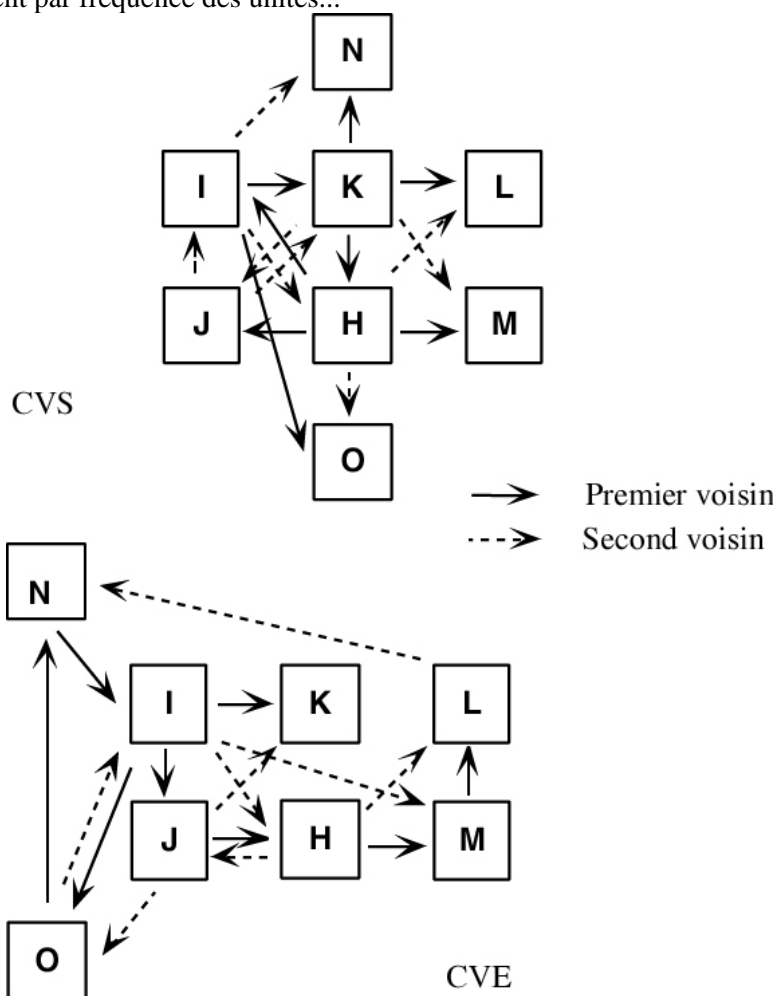 ent par fréquence des unités...
N
I K L
J H M
CVS
O
Premier voisin
Second voisin
N
I K L
J H M
O
CVE